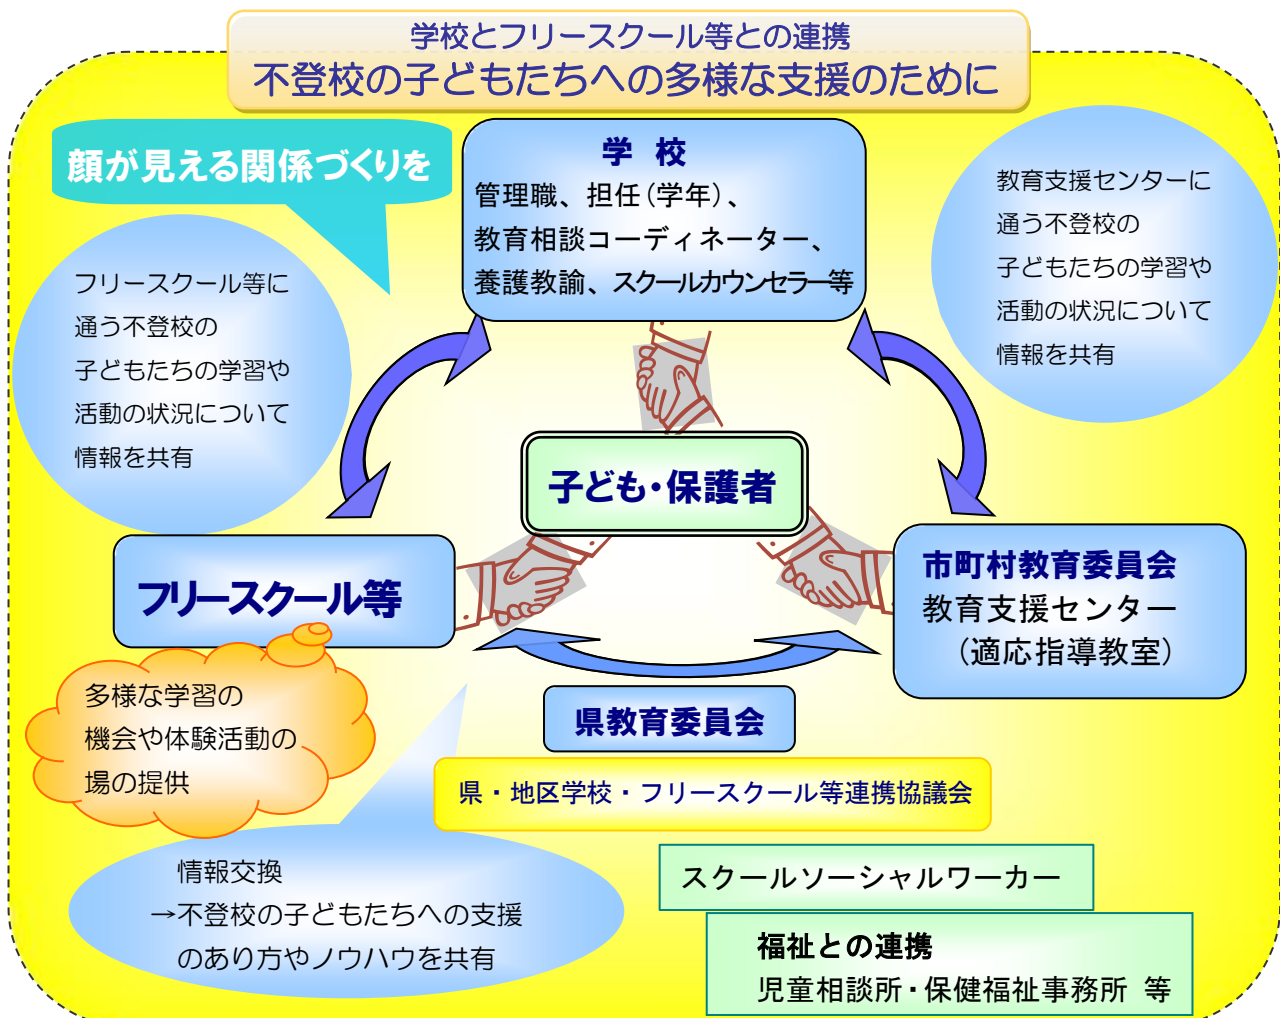 学校とフリースクール等との連携
不登校の子どもたちへの多様な支援のために
顔が見える関係づくりを
学 校
管理職、担任(学年)、
教育相談コーディネーター、
養護教諭、スクールカウンセラー等
教育支援センターに
通う不登校の
子どもたちの学習や
活動の状況について
情報を共有
フリースクール等に
通う不登校の
子どもたちの学習や
活動の状況について
情報を共有
子ども・保護者
フリースクール等
市町村教育委員会
教育支援センター
（適応指導教室）
多様な学習の
機会や体験活動の
場の提供
県教育委員会
県・地区学校・フリースクール等連携協議会
情報交換
→不登校の子どもたちへの支援
のあり方やノウハウを共有
スクールソーシャルワーカー
福祉との連携
児童相談所・保健福祉事務所 等